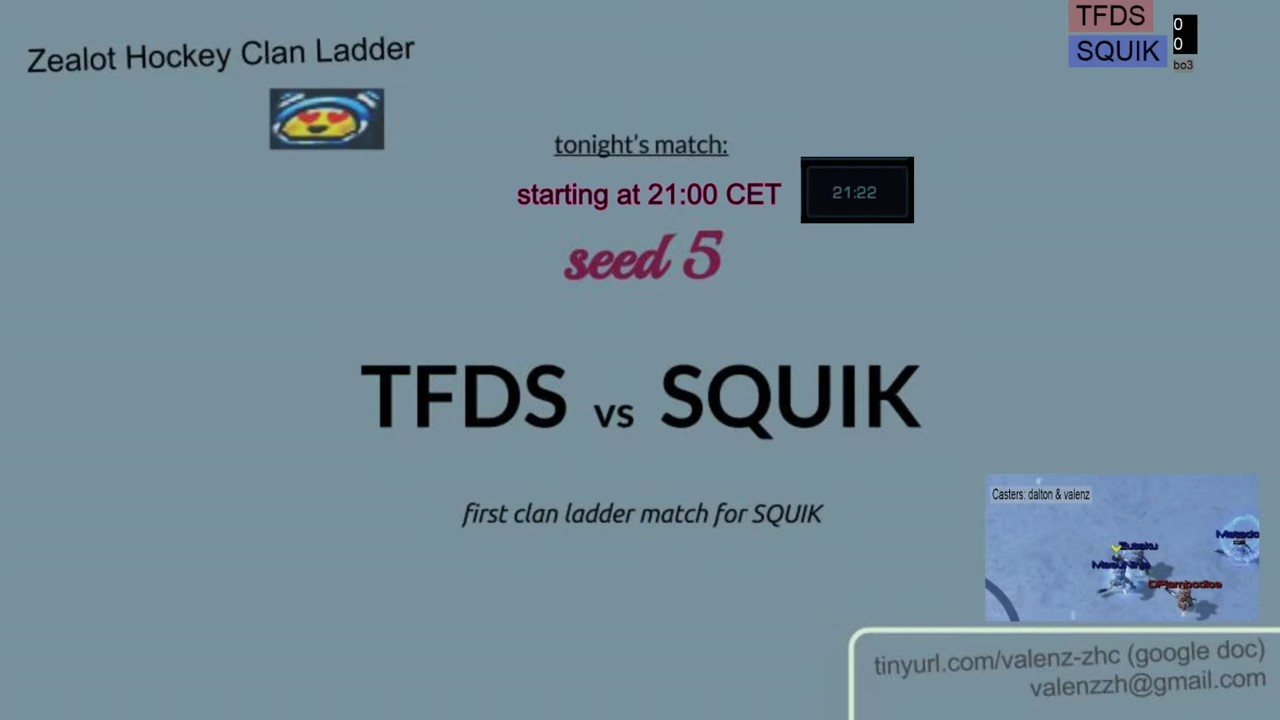 Zealot Hockey Clan Ladder
TFDS 0
SQUIK 0
bo3
tonight's match:
starting at 21:00 CET 21:22
seed 5
TFDS vs SQUIK
first clan ladder match for SQUIK
Casters: dalton & valenz
Zutaku
tinyurl.com/valenz-zhc (google doc)
valenzzh@gmail.com